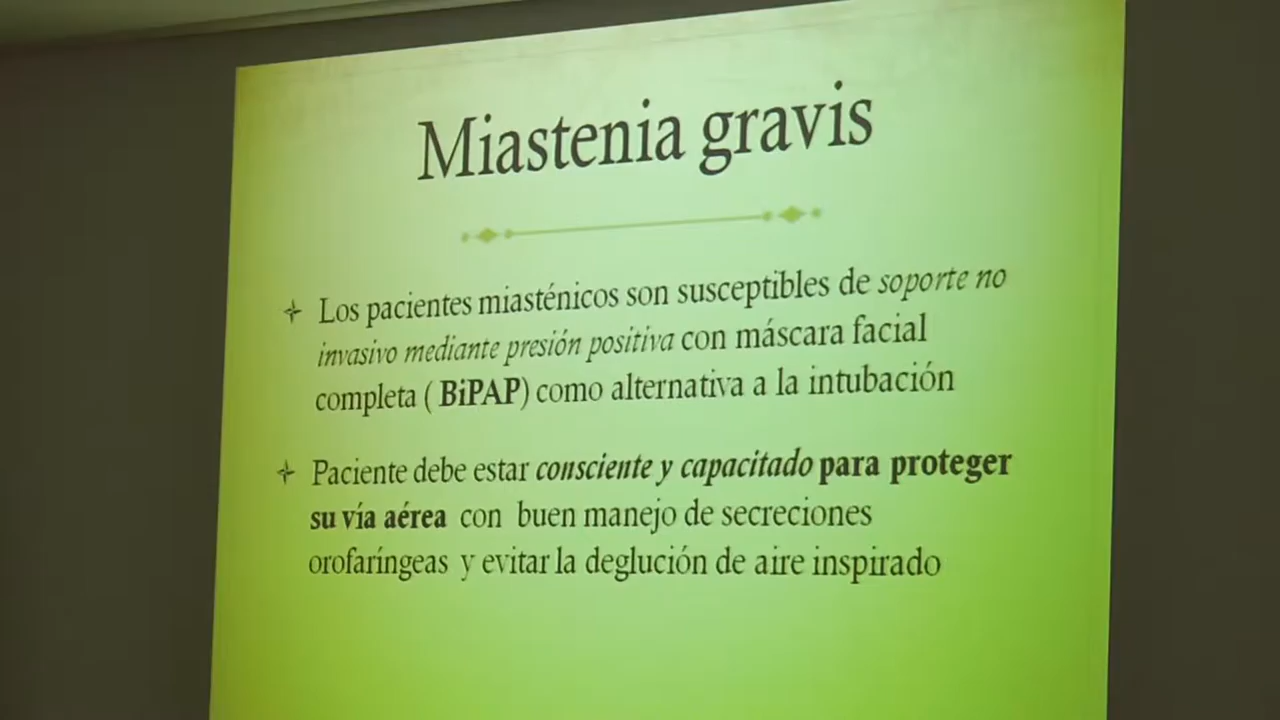 Miastenia gravis
Los pacientes miasténicos son susceptibles de soporte no
invasivo mediante presión positiva con máscara facial
completa ( BiPAP) como alternativa a la intubación
Paciente debe estar consciente y capacitado para proteger
su vía aérea con buen manejo de secreciones
orofaríngeas y evitar la deglución de aire inspirado